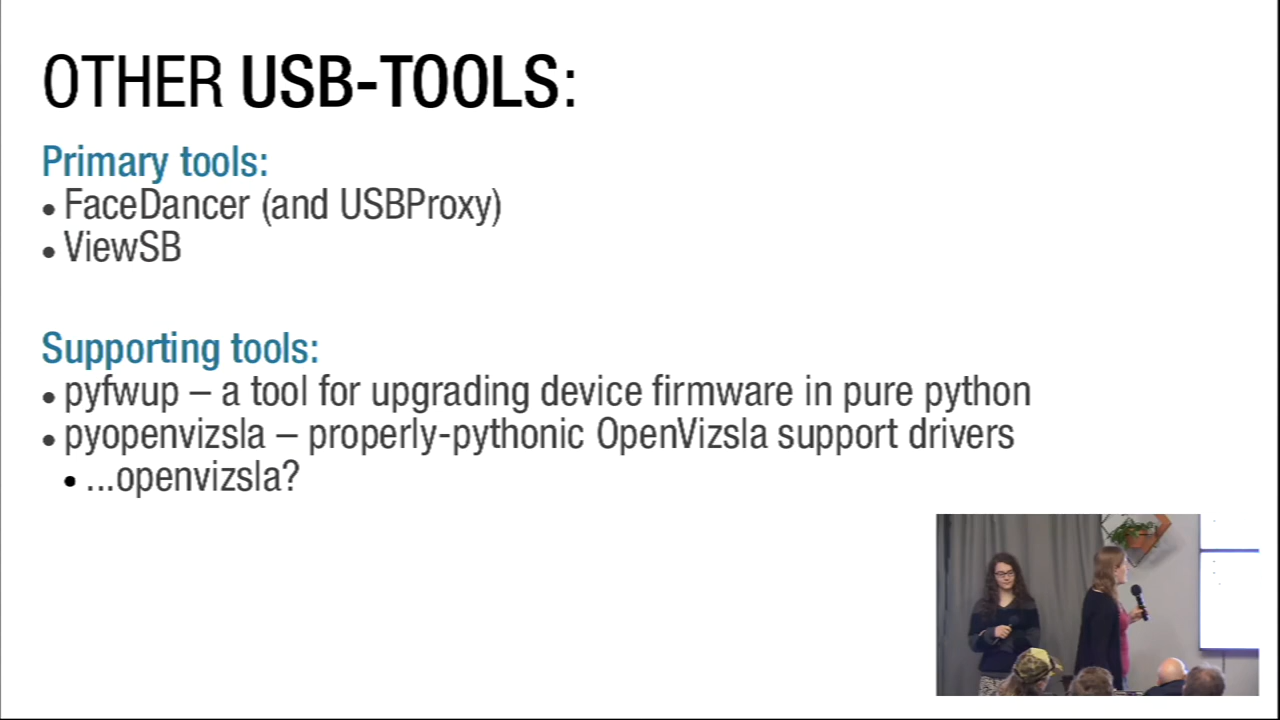 OTHER USB-TOOLS:
Primary tools:
• FaceDancer (and USBProxy)
• ViewSB
Supporting tools:
• pyfwup – a tool for upgrading device firmware in pure python
• pyopenvizsla – properly-pythonic OpenVizsla support drivers
• ...openvizsla?